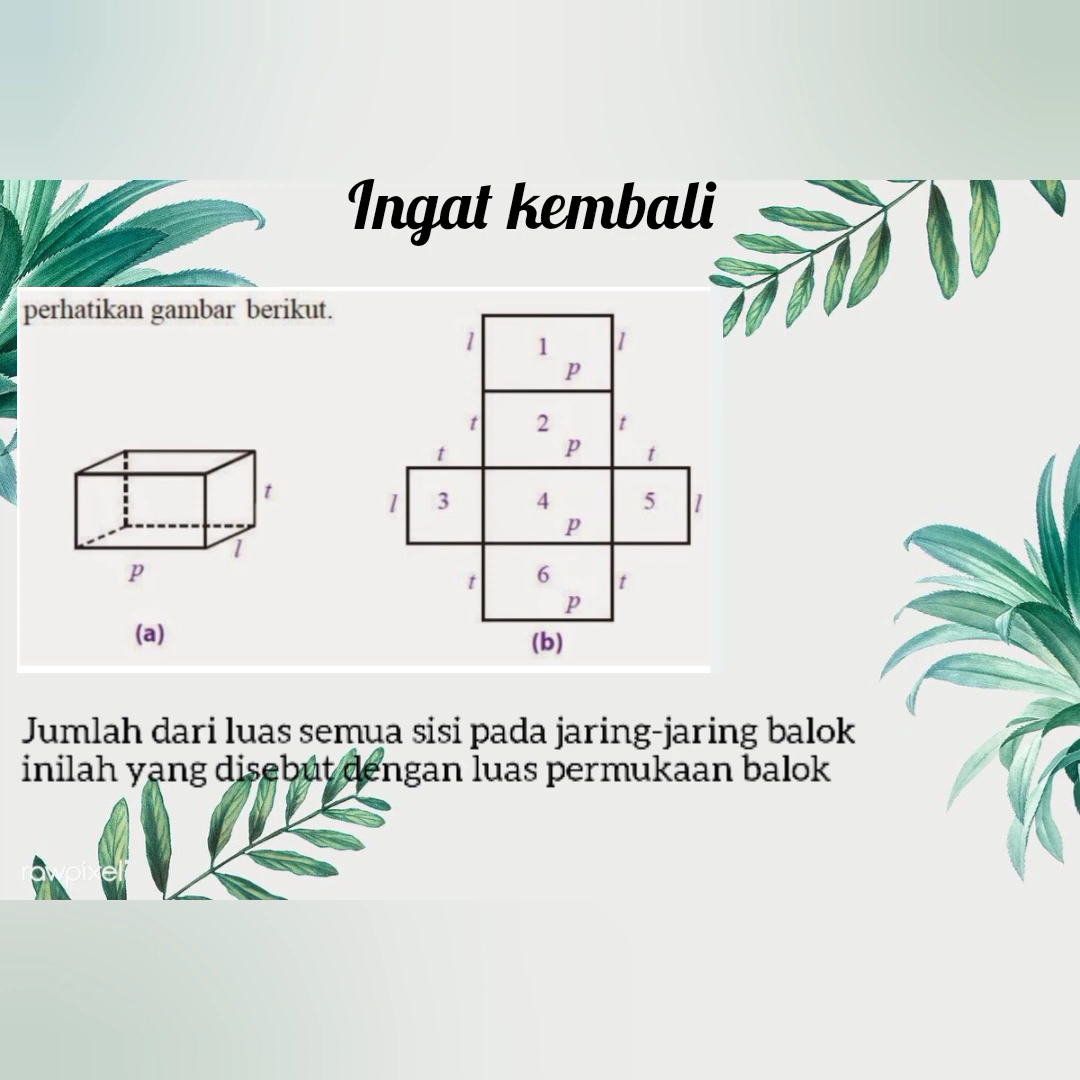 Ingat kembali
perhatikan gambar berikut.
l 1 l
p
t 2 t
p
t t
l 3 4 5 l
p
t 6 t
p
t
l
p
(a)
(b)
Jumlah dari luas semua sisi pada jaring-jaring balok
inilah yang disebut dengan luas permukaan balok
rawpixel